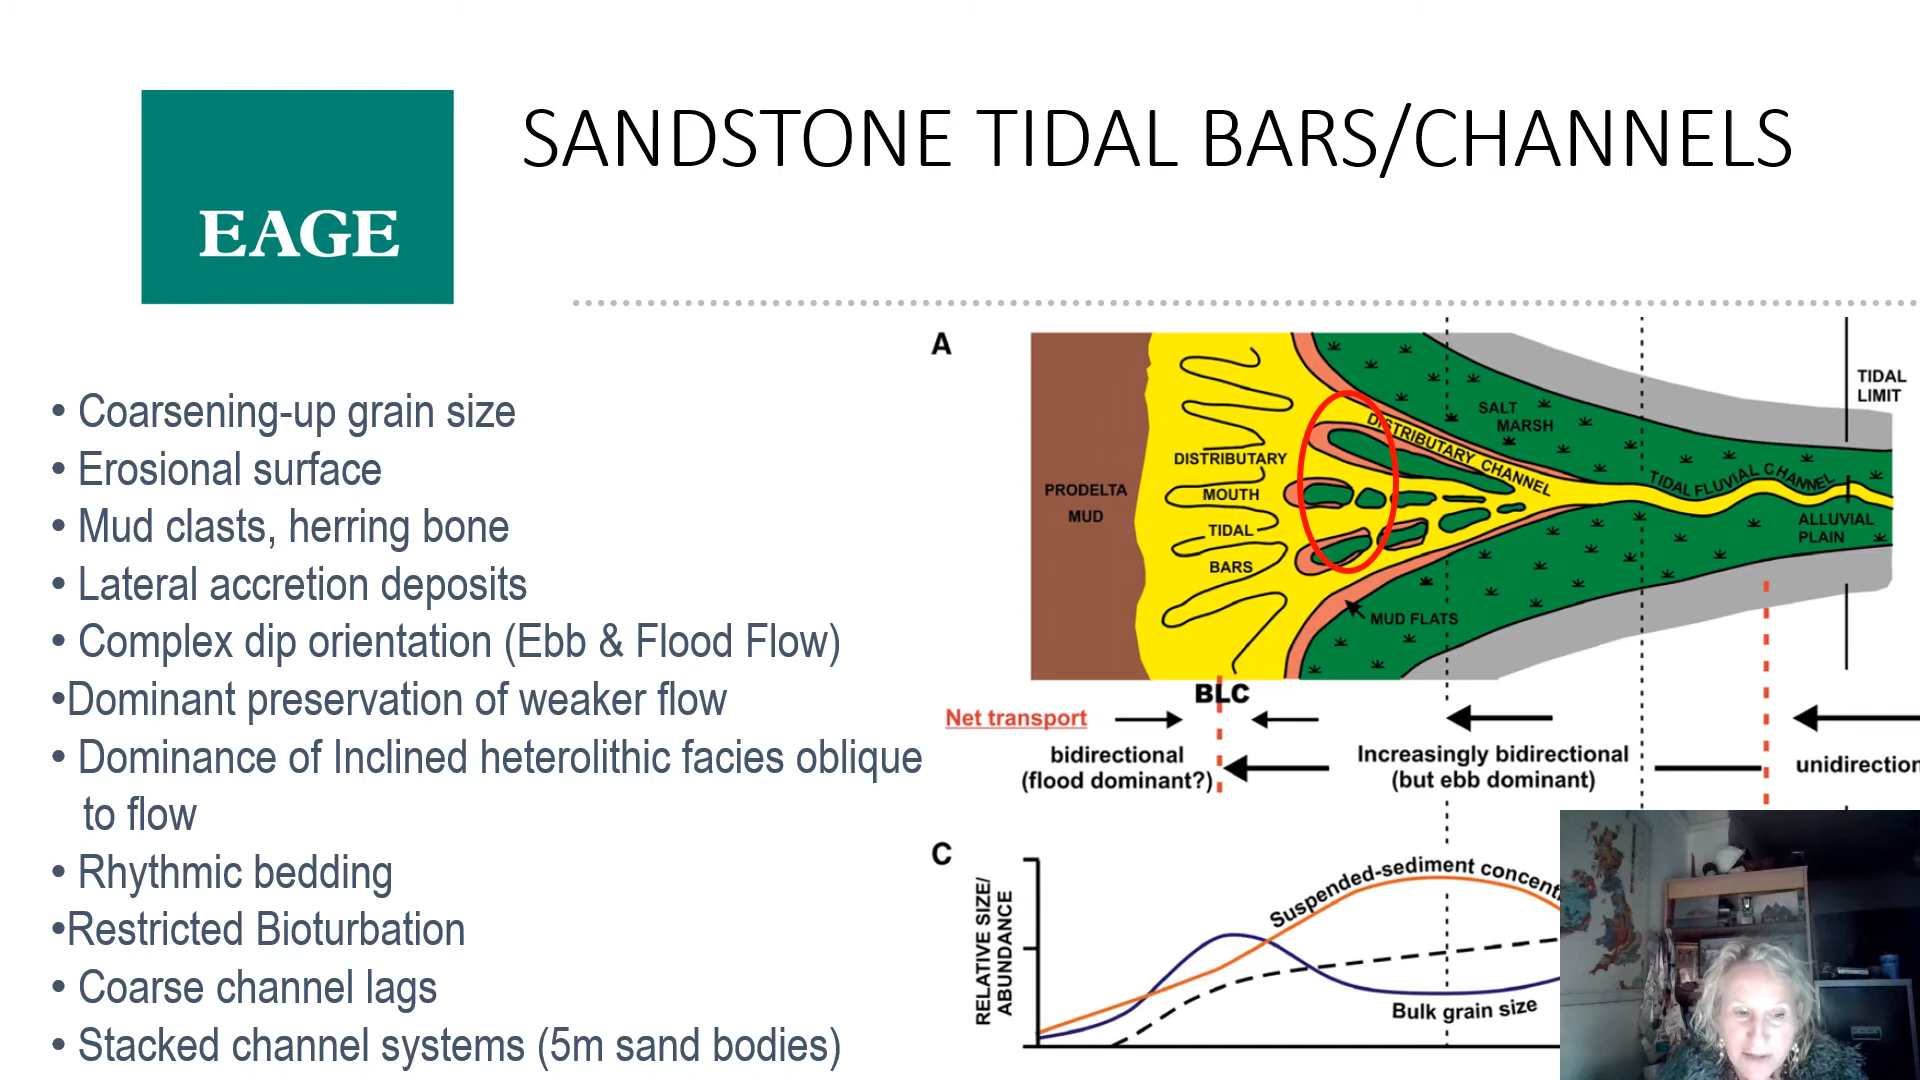 SANDSTONE TIDAL BARS/CHANNELS
EAGE
• Coarsening-up grain size
• Erosional surface
• Mud clasts, herring bone
• Lateral accretion deposits
• Complex dip orientation (Ebb & Flood Flow)
•Dominant preservation of weaker flow
• Dominance of Inclined heterolithic facies oblique
to flow
• Rhythmic bedding
•Restricted Bioturbation
• Coarse channel lags
• Stacked channel systems (5m sand bodies)
A
TIDAL
LIMIT
SALT
MARSH
DISTRIBUTARY CHANNEL
DISTRIBUTARY
MOUTH
TIDAL
BARS
PRODELTA
MUD
TIDAL FLUVIAL CHANNEL
ALLUVIAL
PLAIN
MUD FLATS
BLC
Net transport
bidirectional
(flood dominant?)
Increasingly bidirectional
(but ebb dominant)
unidirection
C
RELATIVE SIZE/
ABUNDANCE
Suspended-sediment concent
Bulk grain size